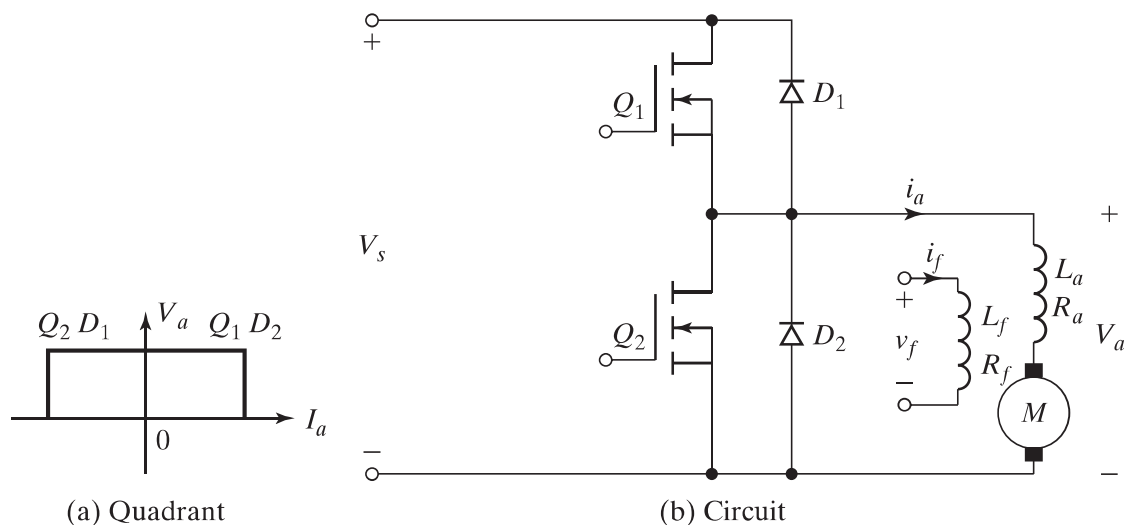 Q2 D1
Va
Q1 D2
Ia
0
(a) Quadrant
+
Vs
−
Q1
D1
Q2
D2
ia
if
+
vf
−
Lf
Rf
La
Ra
M
+
Va
−
(b) Circuit